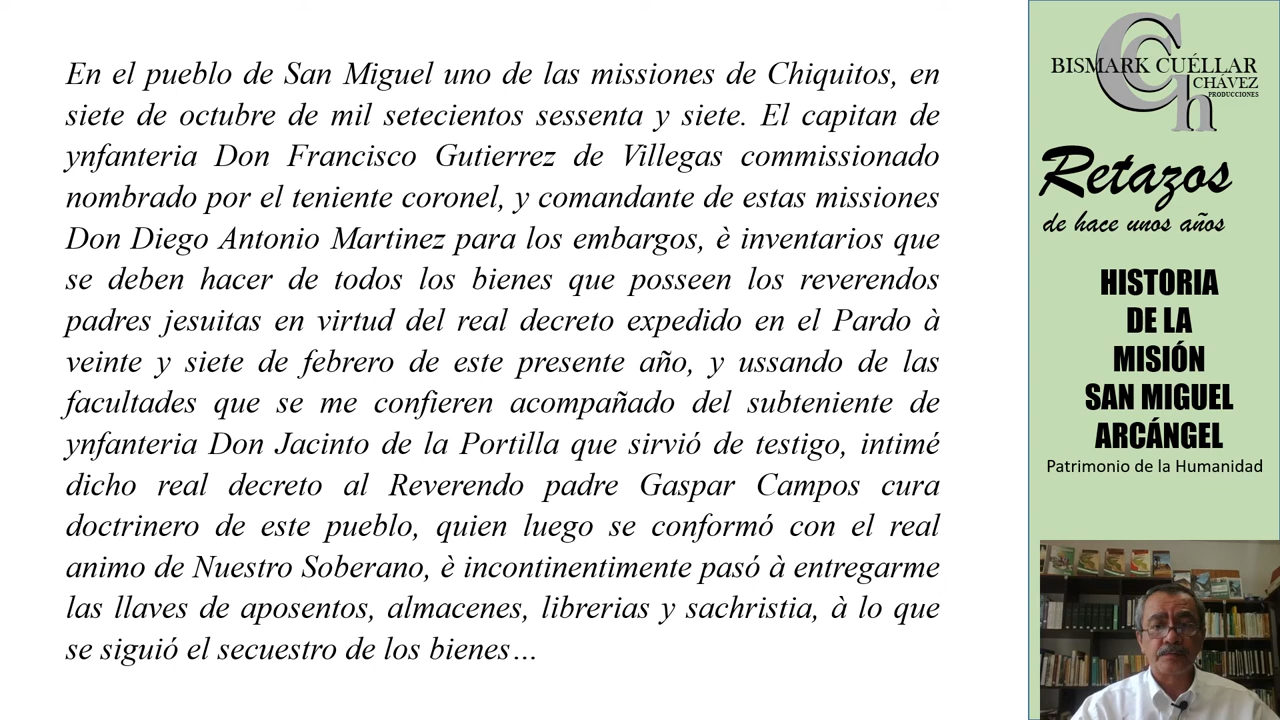 En el pueblo de San Miguel uno de las missiones de Chiquitos, en
siete de octubre de mil setecientos sessenta y siete. El capitan de
ynfanteria Don Francisco Gutierrez de Villegas commissionado
nombrado por el teniente coronel, y comandante de estas missiones
Don Diego Antonio Martinez para los embargos, è inventarios que
se deben hacer de todos los bienes que posseen los reverendos
padres jesuitas en virtud del real decreto expedido en el Pardo à
veinte y siete de febrero de este presente año, y ussando de las
facultades que se me confieren acompañado del subteniente de
ynfanteria Don Jacinto de la Portilla que sirvió de testigo, intimé
dicho real decreto al Reverendo padre Gaspar Campos cura
doctrinero de este pueblo, quien luego se conformó con el real
animo de Nuestro Soberano, è incontinentimente pasó à entregarme
las llaves de aposentos, almacenes, librerias y sachristia, à lo que
se siguió el secuestro de los bienes…
CCh
BISMARK CUÉLLAR
CHÁVEZ
PRODUCCIONES
Retazos
de hace unos años
HISTORIA
DE LA
MISIÓN
SAN MIGUEL
ARCÁNGEL
Patrimonio de la Humanidad